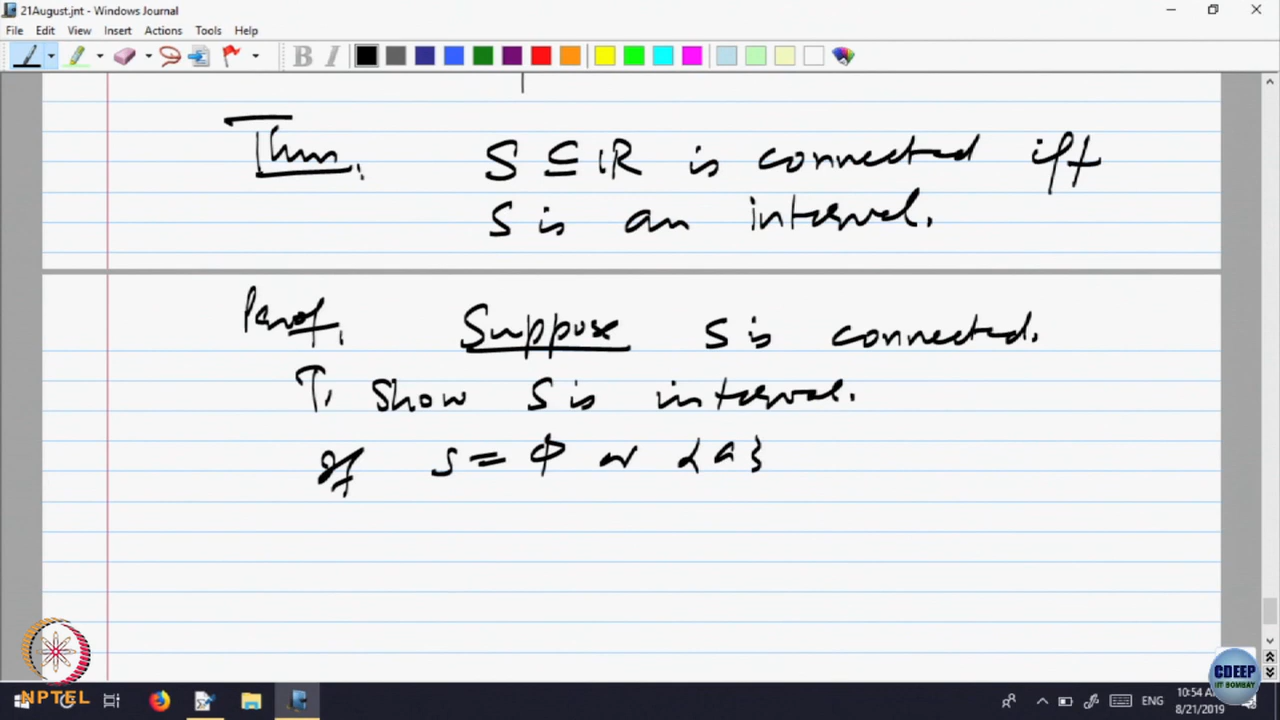 21August.jnt - Windows Journal
File Edit View Insert Actions Tools Help
B I
Thm. S ⊆ ℝ is connected iff
S is an interval.
Proof. Suppose S is connected.
To show S is interval.
If S = ϕ or {a}
NPTEL
CDEEP
IIT BOMBAY
ENG
10:54 A
8/21/2019